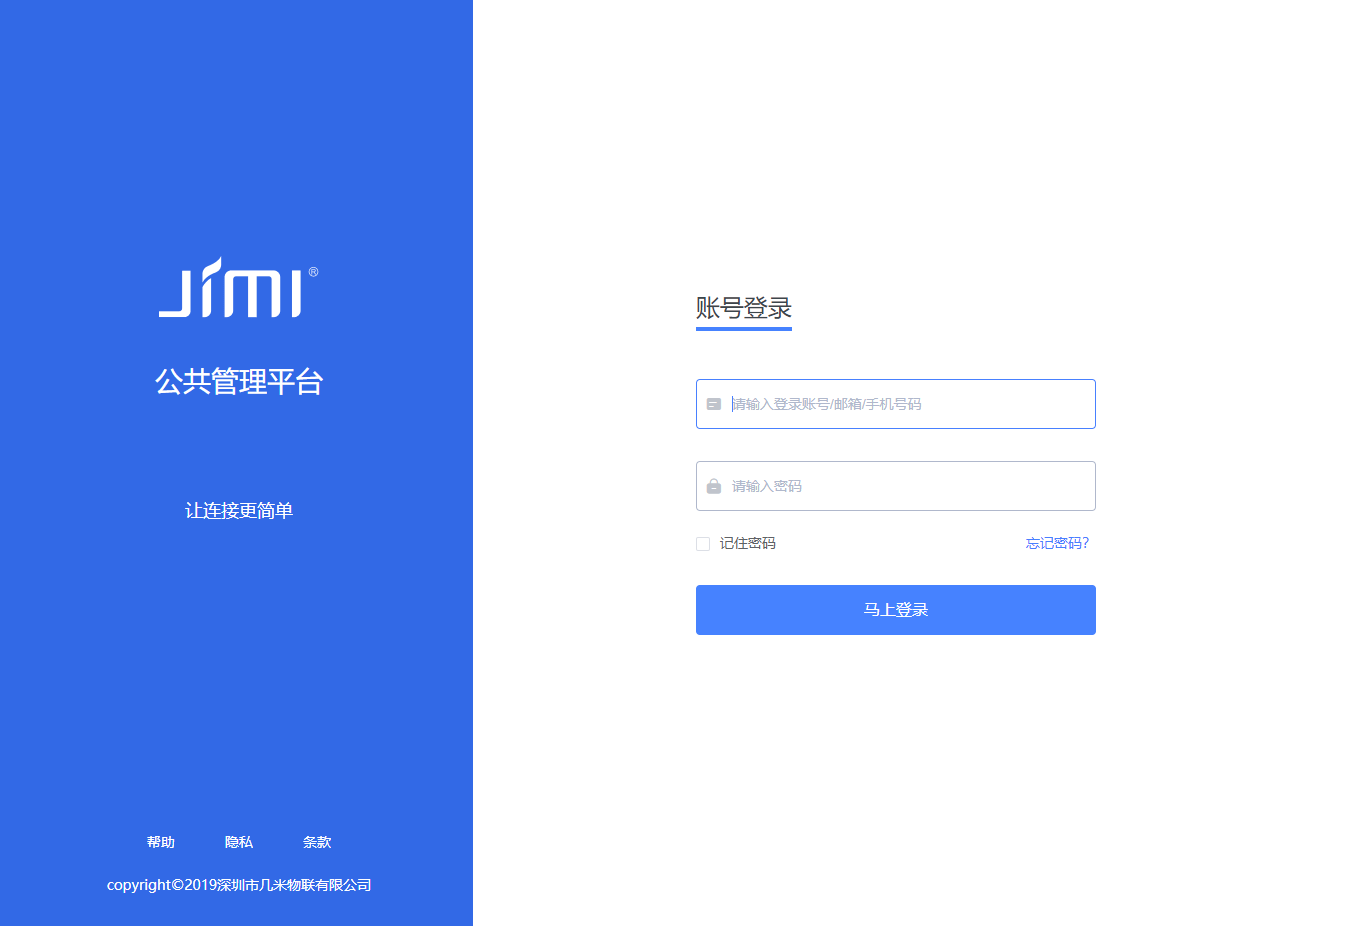 JIMI®
公共管理平台
让连接更简单
帮助 隐私 条款
copyright©2019深圳市几米物联有限公司
账号登录
请输入登录账号/邮箱/手机号码
请输入密码
记住密码 忘记密码?
马上登录